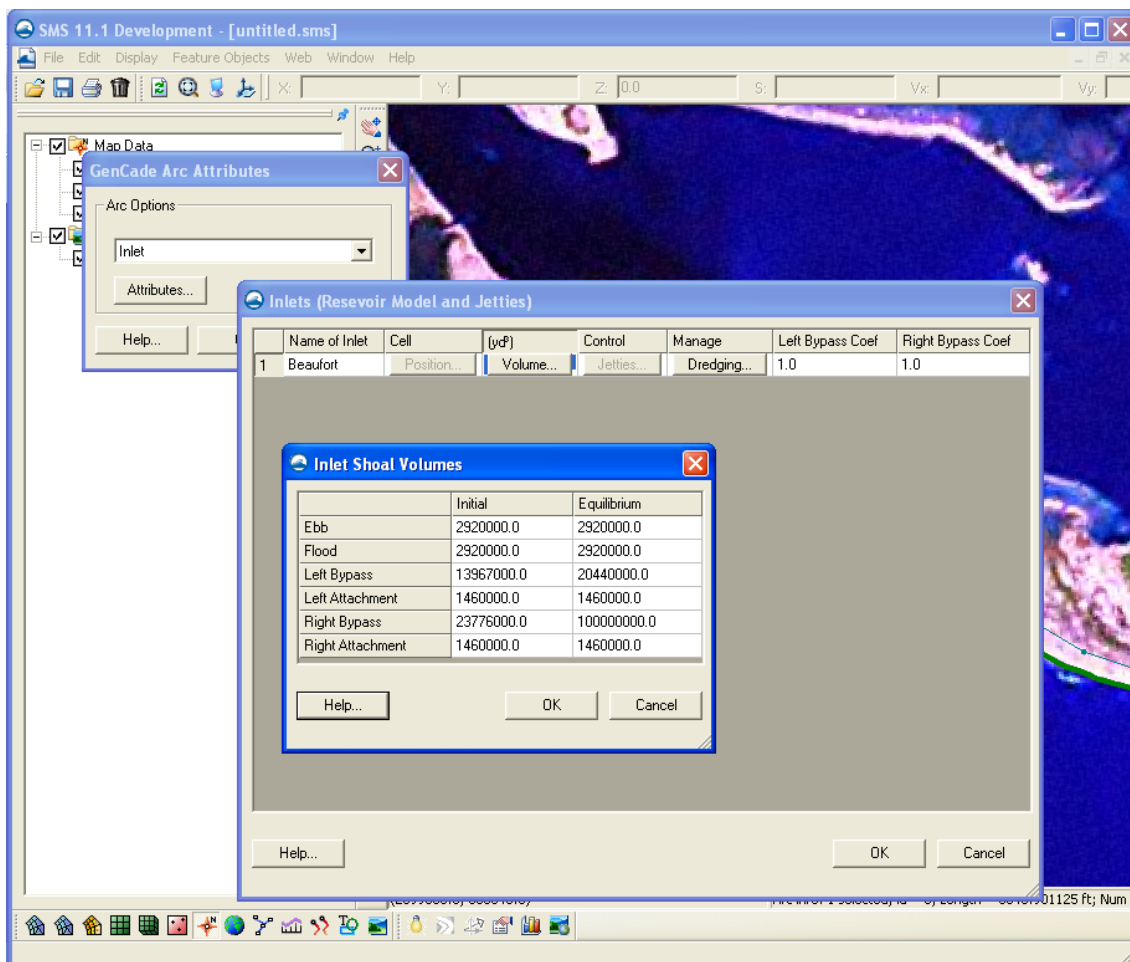 SMS 11.1 Development - [untitled.sms]
File Edit Display Feature Objects Web Window Help
X: Y: Z: 0.0 S: Vx: Vy:
Map Data
GenCade Arc Attributes
Arc Options
Inlet
Attributes...
Help...
Inlets (Resevoir Model and Jetties)
Name of Inlet Cell (yd³) Control Manage Left Bypass Coef Right Bypass Coef
1 Beaufort Position... Volume... Jetties... Dredging... 1.0 1.0
Inlet Shoal Volumes
Initial Equilibrium
Ebb 2920000.0 2920000.0
Flood 2920000.0 2920000.0
Left Bypass 13967000.0 20440000.0
Left Attachment 1460000.0 1460000.0
Right Bypass 23776000.0 100000000.0
Right Attachment 1460000.0 1460000.0
Help... OK Cancel
Help... OK Cancel
01125 ft; Num